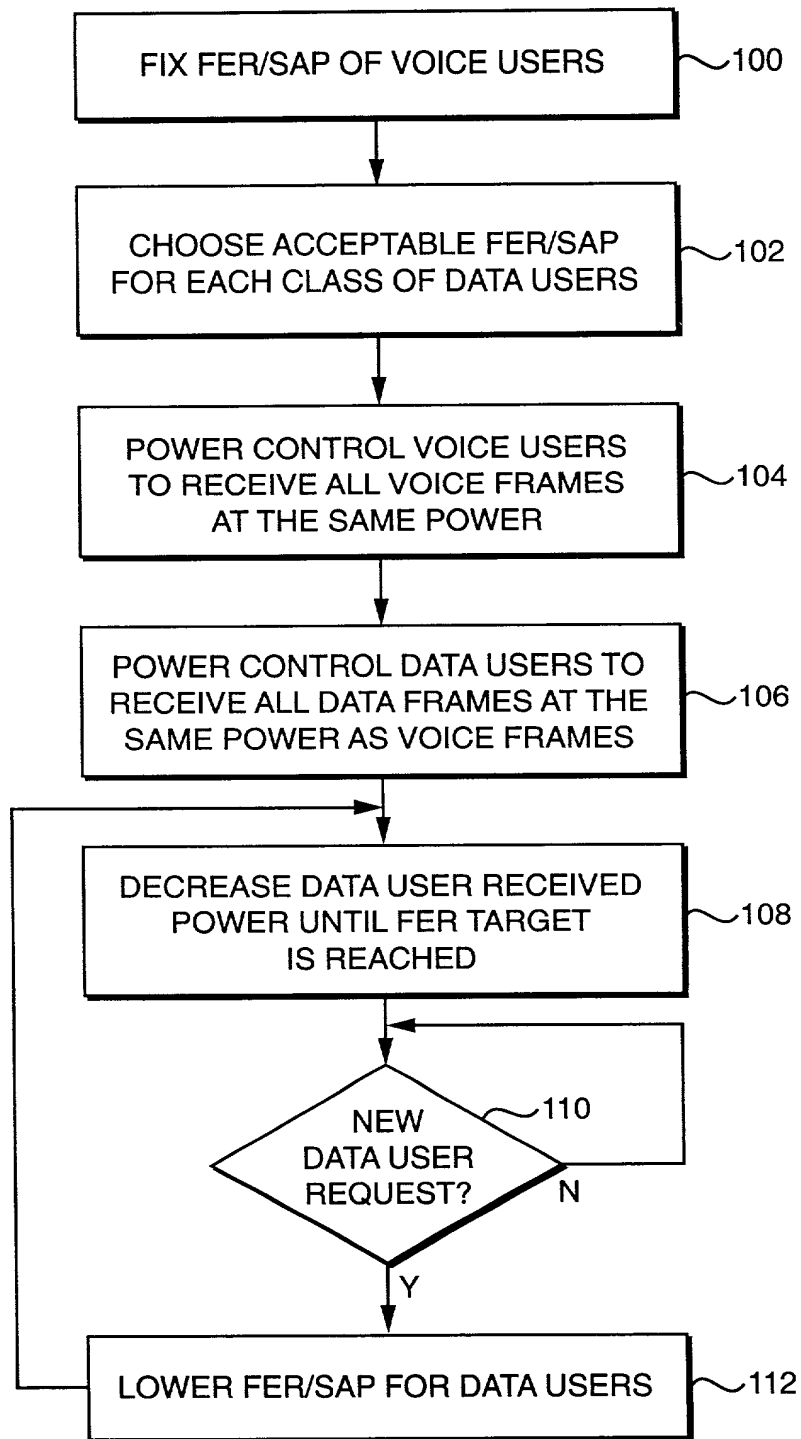 FIX FER/SAP OF VOICE USERS
100
CHOOSE ACCEPTABLE FER/SAP
FOR EACH CLASS OF DATA USERS
102
POWER CONTROL VOICE USERS
TO RECEIVE ALL VOICE FRAMES
AT THE SAME POWER
104
POWER CONTROL DATA USERS TO
RECEIVE ALL DATA FRAMES AT THE
SAME POWER AS VOICE FRAMES
106
DECREASE DATA USER RECEIVED
POWER UNTIL FER TARGET
IS REACHED
108
NEW
DATA USER
REQUEST?
110
N
Y
LOWER FER/SAP FOR DATA USERS
112